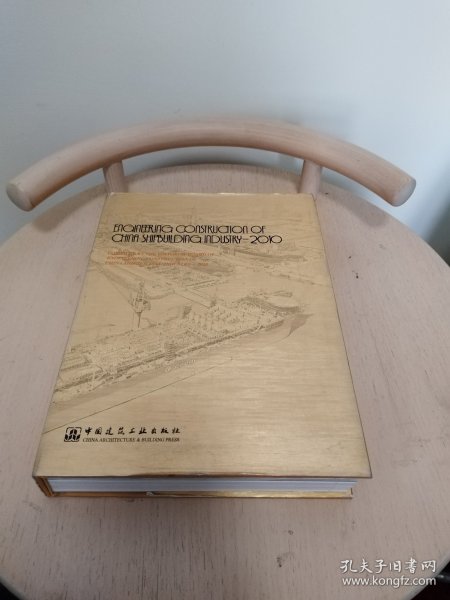 ENGINEERING CONSTRUCTION OF
CHINA SHIPBUILDING INDUSTRY—2010
中国建筑工业出版社
CHINA ARCHITECTURE & BUILDING PRESS
孔夫子旧书网
www.kongfz.com